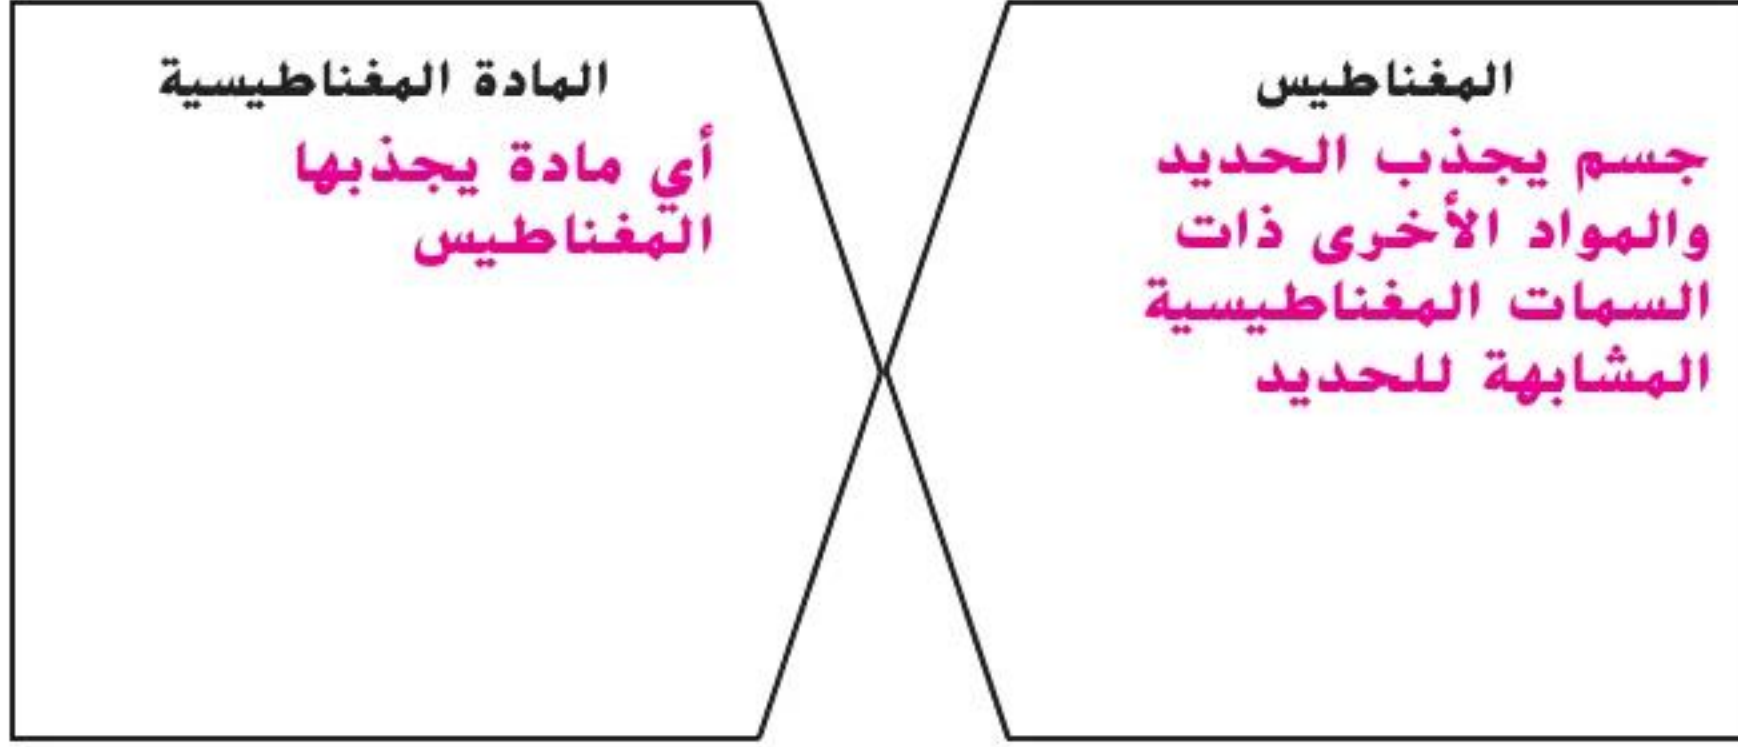 المغناطيس
جسم يجذب الحديد
والمواد الأخرى ذات
السمات المغناطيسية
المشابهة للحديد
المادة المغناطيسية
أي مادة يجذبها
المغناطيس